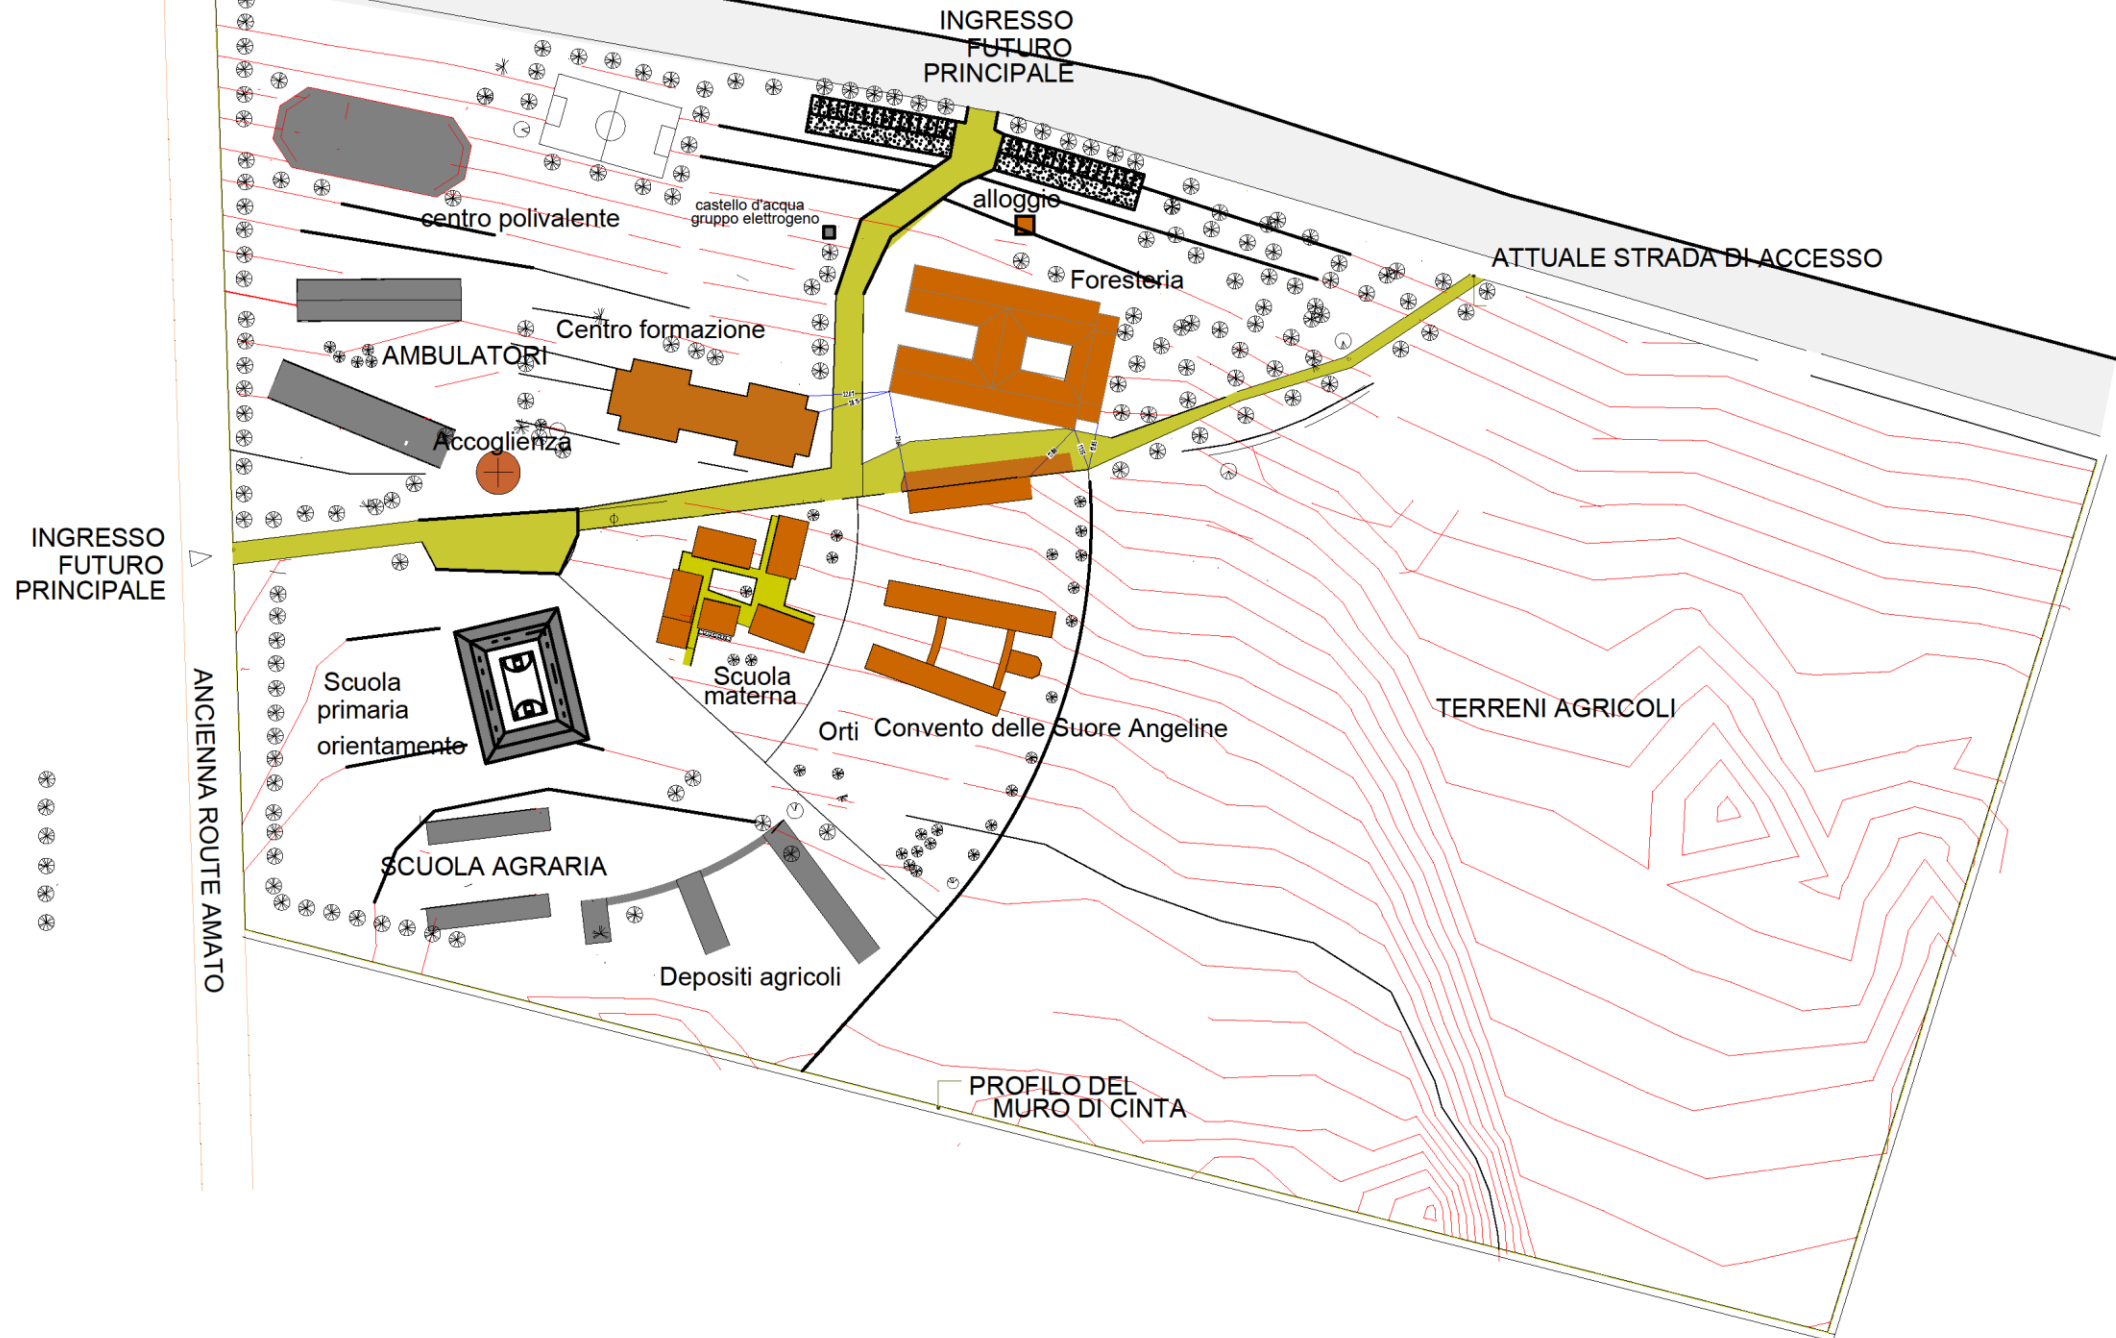 INGRESSO
FUTURO
PRINCIPALE
alloggio
castello d'acqua
gruppo elettrogeno
centro polivalente
ATTUALE STRADA DI ACCESSO
Foresteria
Centro formazione
AMBULATORI
Accoglienza
INGRESSO
FUTURO
PRINCIPALE
ANCIENNA ROUTE AMATO
Scuola
primaria
orientamento
Scuola
materna
Orti
Convento delle Suore Angeline
TERRENI AGRICOLI
SCUOLA AGRARIA
Depositi agricoli
PROFILO DEL
MURO DI CINTA